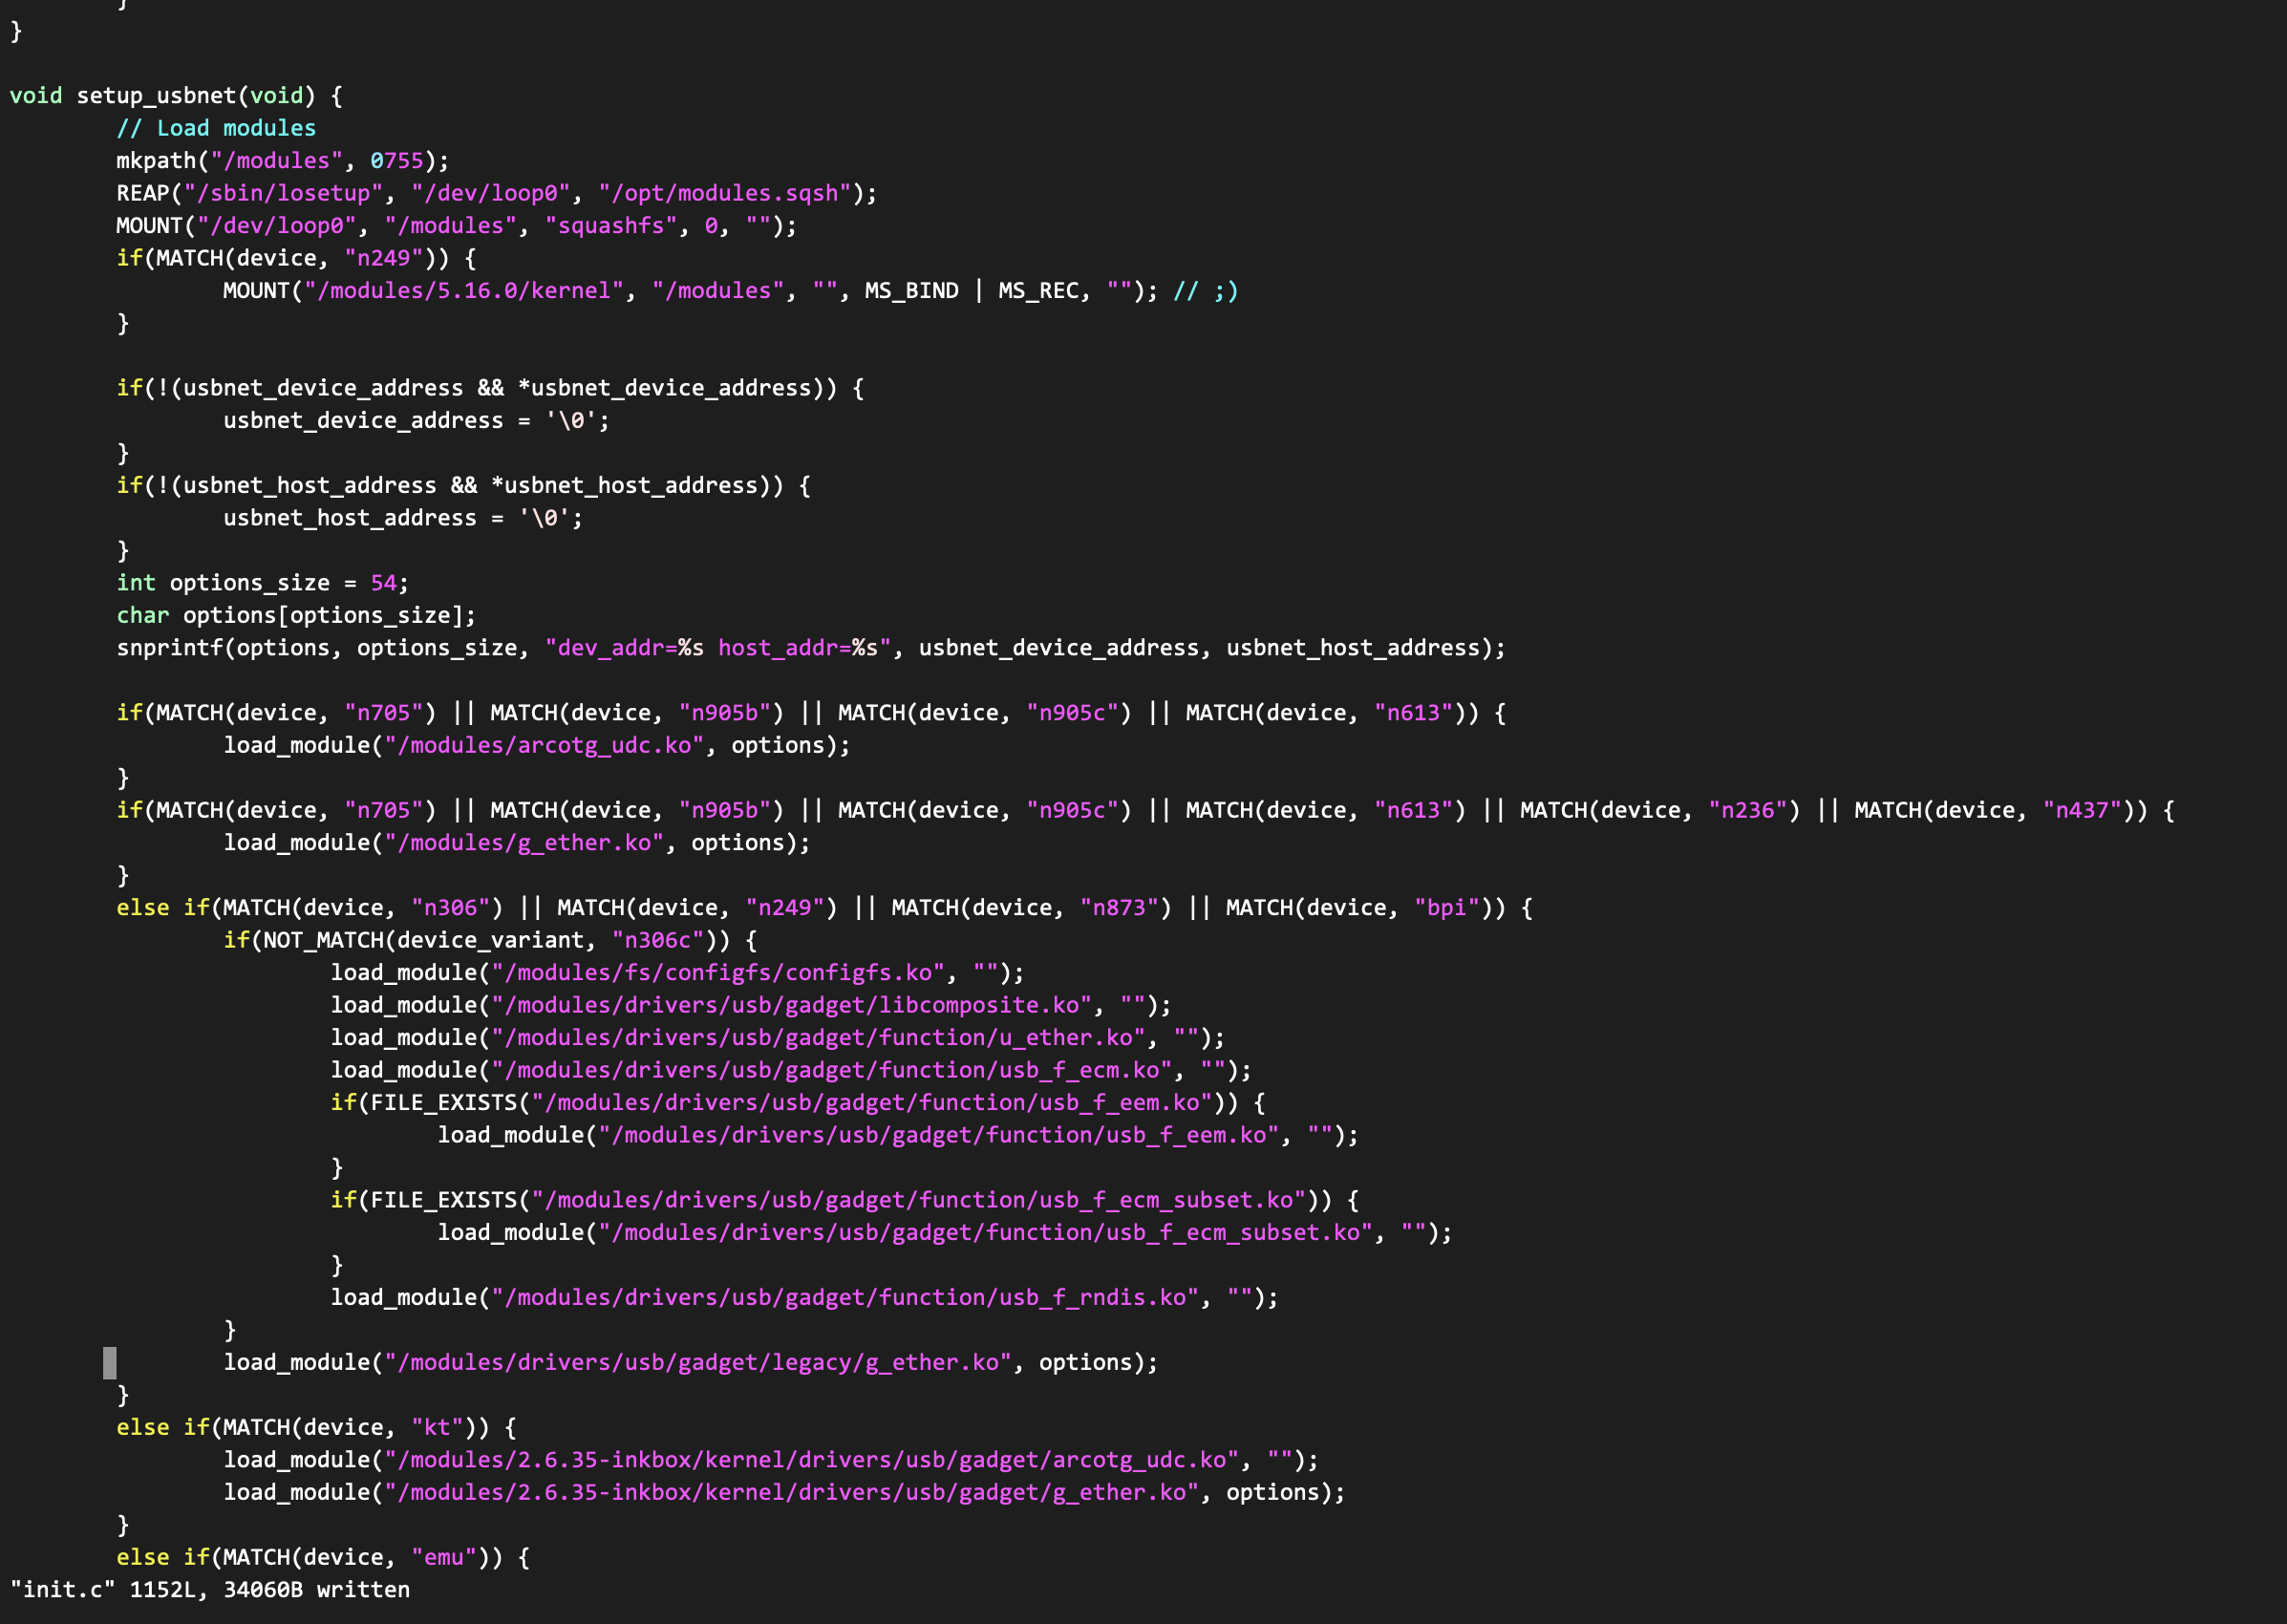 }
}
void setup_usbnet(void) {
// Load modules
mkpath("/modules", 0755);
REAP("/sbin/losetup", "/dev/loop0", "/opt/modules.sqsh");
MOUNT("/dev/loop0", "/modules", "squashfs", 0, "");
if(MATCH(device, "n249")) {
MOUNT("/modules/5.16.0/kernel", "/modules", "", MS_BIND | MS_REC, ""); // ;)
}
if(!(usbnet_device_address && *usbnet_device_address)) {
usbnet_device_address = '\0';
}
if(!(usbnet_host_address && *usbnet_host_address)) {
usbnet_host_address = '\0';
}
int options_size = 54;
char options[options_size];
snprintf(options, options_size, "dev_addr=%s host_addr=%s", usbnet_device_address, usbnet_host_address);
if(MATCH(device, "n705") || MATCH(device, "n905b") || MATCH(device, "n905c") || MATCH(device, "n613")) {
load_module("/modules/arcotg_udc.ko", options);
}
if(MATCH(device, "n705") || MATCH(device, "n905b") || MATCH(device, "n905c") || MATCH(device, "n613") || MATCH(device, "n236") || MATCH(device, "n437")) {
load_module("/modules/g_ether.ko", options);
}
else if(MATCH(device, "n306") || MATCH(device, "n249") || MATCH(device, "n873") || MATCH(device, "bpi")) {
if(NOT_MATCH(device_variant, "n306c")) {
load_module("/modules/fs/configfs/configfs.ko", "");
load_module("/modules/drivers/usb/gadget/libcomposite.ko", "");
load_module("/modules/drivers/usb/gadget/function/u_ether.ko", "");
load_module("/modules/drivers/usb/gadget/function/usb_f_ecm.ko", "");
if(FILE_EXISTS("/modules/drivers/usb/gadget/function/usb_f_eem.ko")) {
load_module("/modules/drivers/usb/gadget/function/usb_f_eem.ko", "");
}
if(FILE_EXISTS("/modules/drivers/usb/gadget/function/usb_f_ecm_subset.ko")) {
load_module("/modules/drivers/usb/gadget/function/usb_f_ecm_subset.ko", "");
}
load_module("/modules/drivers/usb/gadget/function/usb_f_rndis.ko", "");
}
load_module("/modules/drivers/usb/gadget/legacy/g_ether.ko", options);
}
else if(MATCH(device, "kt")) {
load_module("/modules/2.6.35-inkbox/kernel/drivers/usb/gadget/arcotg_udc.ko", "");
load_module("/modules/2.6.35-inkbox/kernel/drivers/usb/gadget/g_ether.ko", options);
}
else if(MATCH(device, "emu")) {
"init.c" 1152L, 34060B written